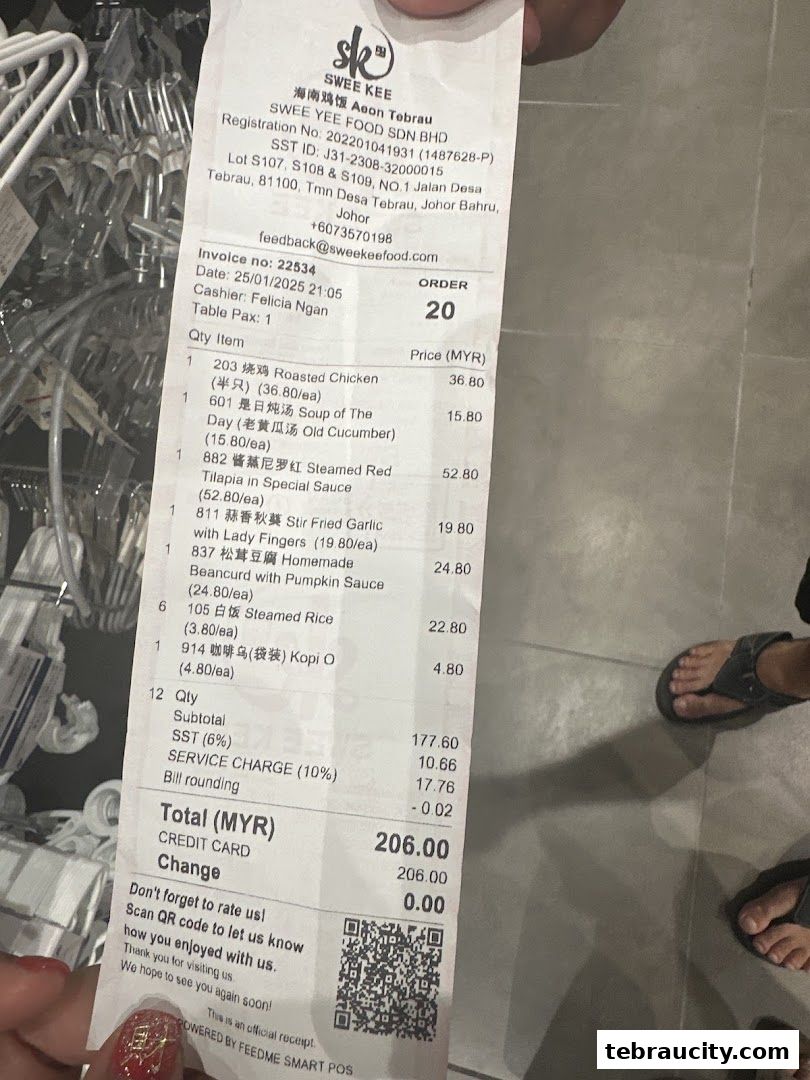 sk
SWEE KEE
海南鸡饭 Aeon Tebrau
SWEE YEE FOOD SDN BHD
Registration No: 202201041931 (1487628-P)
SST ID: J31-2308-32000015
Lot S107, S108 & S109, NO.1 Jalan Desa
Tebrau, 81100, Tmn Desa Tebrau, Johor Bahru,
Johor
+6073570198
feedback@sweekeefood.com
Invoice no: 22534
Date: 25/01/2025 21:05
Cashier: Felicia Ngan
Table Pax: 1
ORDER
20
Qty Item Price (MYR)
1 203 烧鸡 Roasted Chicken 36.80
(半只) (36.80/ea)
1 601 是日炖汤 Soup of The 15.80
Day (老黄瓜汤 Old Cucumber)
(15.80/ea)
1 882 酱蒸尼罗红 Steamed Red 52.80
Tilapia in Special Sauce
(52.80/ea)
1 811 蒜香秋葵 Stir Fried Garlic 19.80
with Lady Fingers (19.80/ea)
1 837 松茸豆腐 Homemade 24.80
Beancurd with Pumpkin Sauce
(24.80/ea)
6 105 白饭 Steamed Rice 22.80
(3.80/ea)
1 914 咖啡乌(袋装) Kopi O 4.80
(4.80/ea)
12 Qty
Subtotal 177.60
SST (6%) 10.66
SERVICE CHARGE (10%) 17.76
Bill rounding - 0.02
Total (MYR) 206.00
CREDIT CARD 206.00
Change 0.00
Don't forget to rate us!
Scan QR code to let us know
how you enjoyed with us.
Thank you for visiting us.
We hope to see you again soon!
This is an official receipt.
POWERED BY FEEDME SMART POS
tebraucity.com